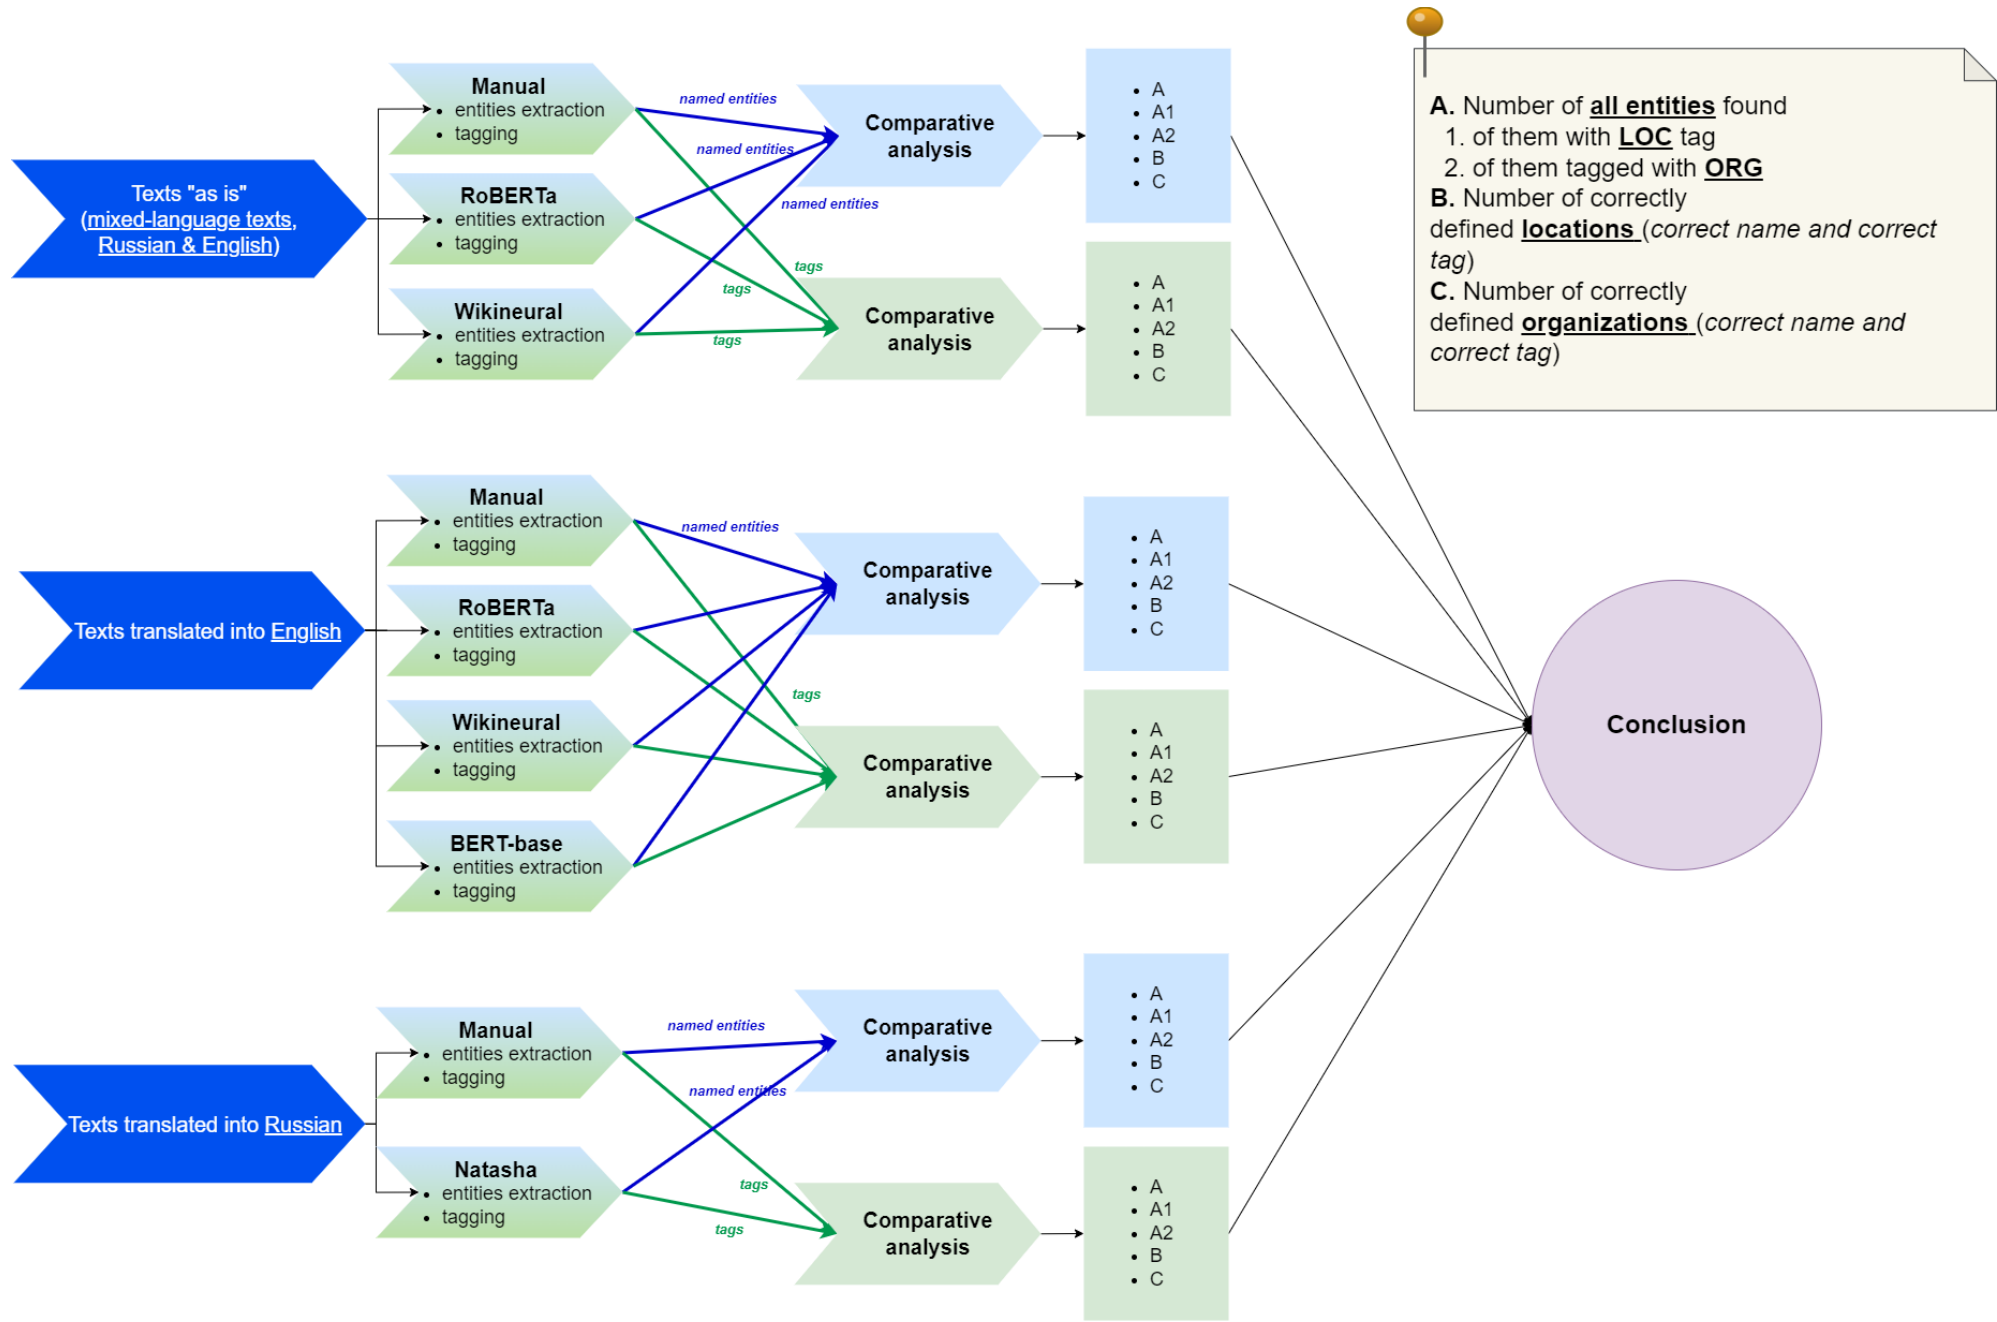 Texts "as is"
(mixed-language texts,
Russian & English)
Manual
• entities extraction
• tagging
RoBERTa
• entities extraction
• tagging
Wikineural
• entities extraction
• tagging
named entities
named entities
named entities
tags
tags
tags
Comparative
analysis
Comparative
analysis
• A
• A1
• A2
• B
• C
• A
• A1
• A2
• B
• C
A. Number of all entities found
1. of them with LOC tag
2. of them tagged with ORG
B. Number of correctly
defined locations (correct name and correct
tag)
C. Number of correctly
defined organizations (correct name and
correct tag)
Texts translated into English
Manual
• entities extraction
• tagging
RoBERTa
• entities extraction
• tagging
Wikineural
• entities extraction
• tagging
BERT-base
• entities extraction
• tagging
named entities
tags
Comparative
analysis
Comparative
analysis
• A
• A1
• A2
• B
• C
• A
• A1
• A2
• B
• C
Conclusion
Texts translated into Russian
Manual
• entities extraction
• tagging
Natasha
• entities extraction
• tagging
named entities
named entities
tags
tags
Comparative
analysis
Comparative
analysis
• A
• A1
• A2
• B
• C
• A
• A1
• A2
• B
• C